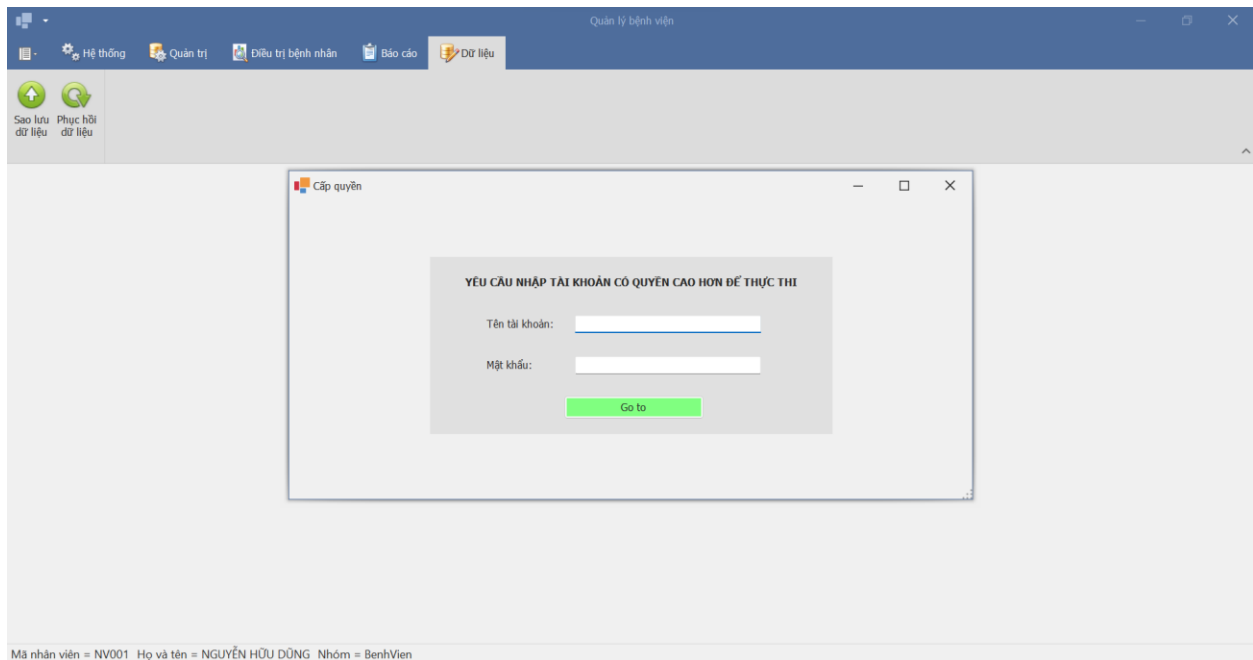 Quản lý bệnh viện
Hệ thống Quản trị Điều trị bệnh nhân Báo cáo Dữ liệu
Sao lưu dữ liệu
Phục hồi dữ liệu
Cấp quyền
YÊU CẦU NHẬP TÀI KHOẢN CÓ QUYỀN CAO HƠN ĐỂ THỰC THI
Tên tài khoản:
Mật khẩu:
Go to
Mã nhân viên = NV001 Họ và tên = NGUYỄN HỮU DŨNG Nhóm = BenhVien